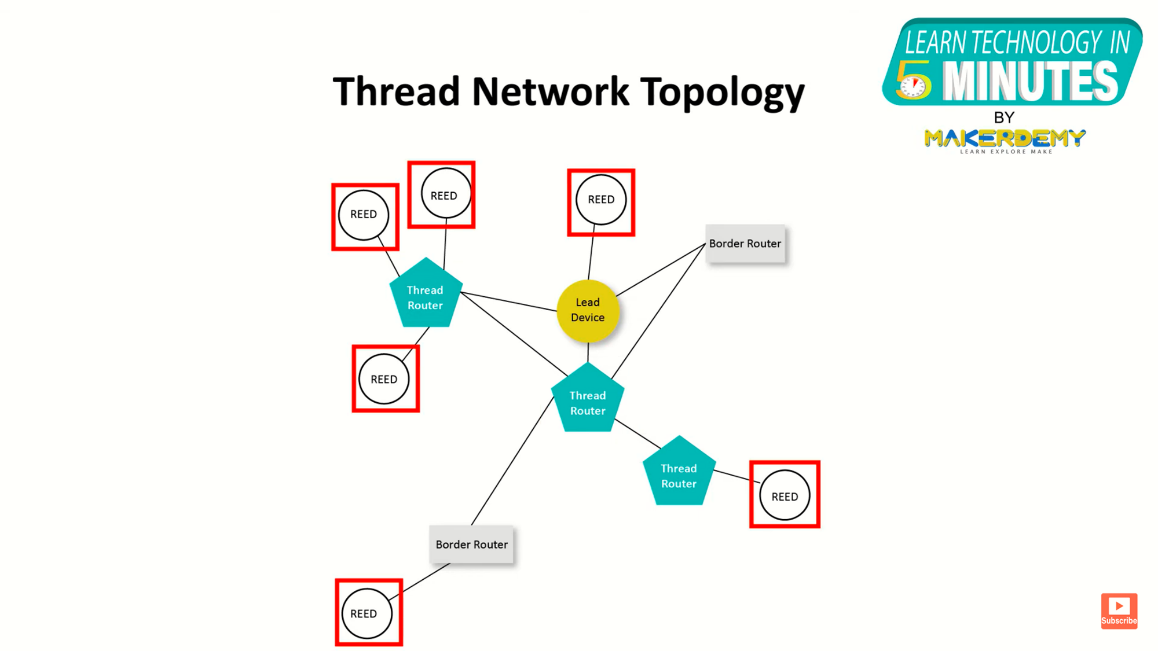 LEARN TECHNOLOGY IN
5 MINUTES
BY
MAKERDEMY
LEARN EXPLORE MAKE
Thread Network Topology
REED
REED
REED
Border Router
Thread
Router
Lead
Device
REED
Thread
Router
Thread
Router
REED
Border Router
REED
Subscribe